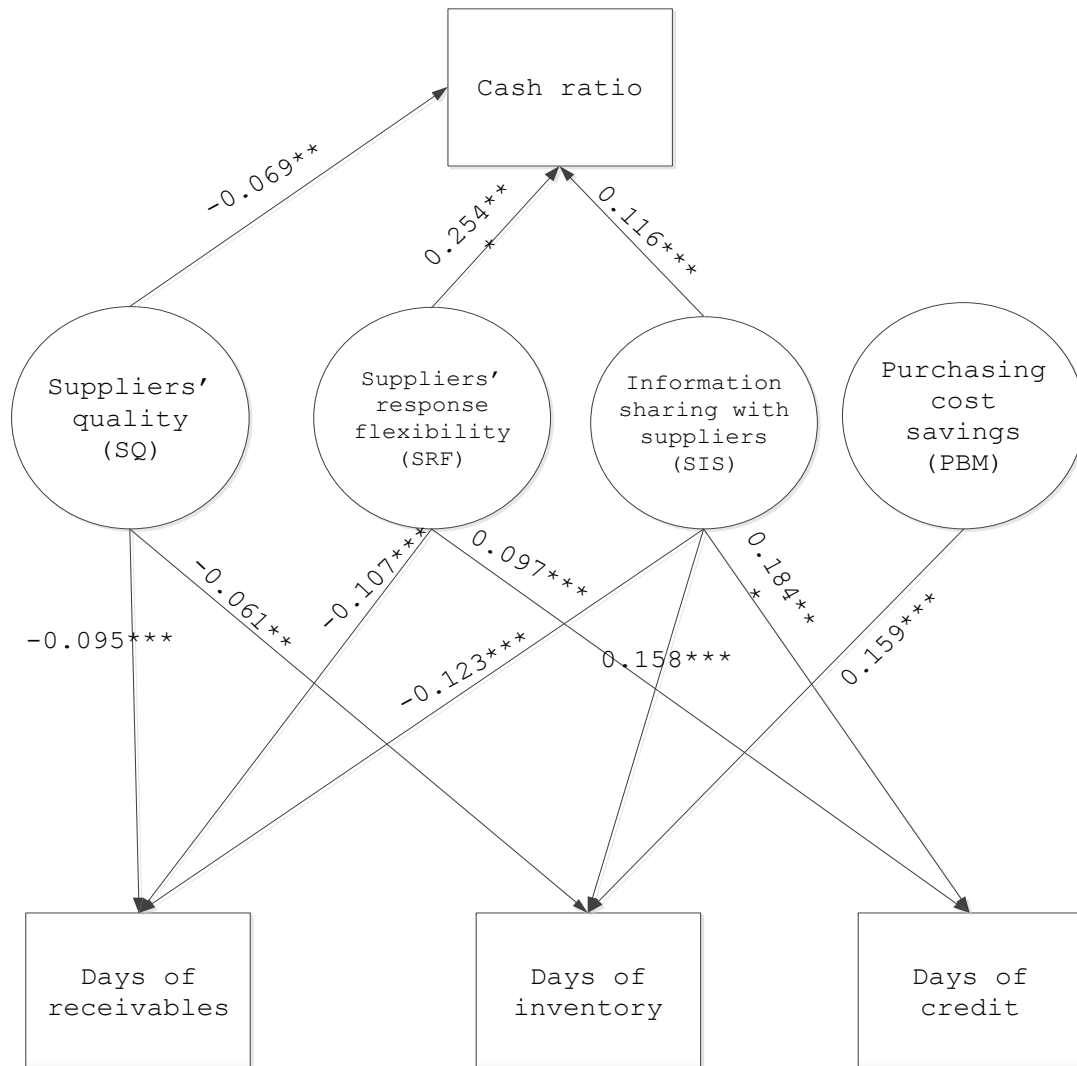 Cash ratio
-0.069**
0.254**
*
0.116***
Suppliers’
quality
(SQ)
Suppliers’
response
flexibility
(SRF)
Information
sharing with
suppliers
(SIS)
Purchasing
cost
savings
(PBM)
-0.095***
-0.061**
-0.107***
0.097***
-0.123***
0.158***
0.184**
*
0.159***
Days of
receivables
Days of
inventory
Days of
credit